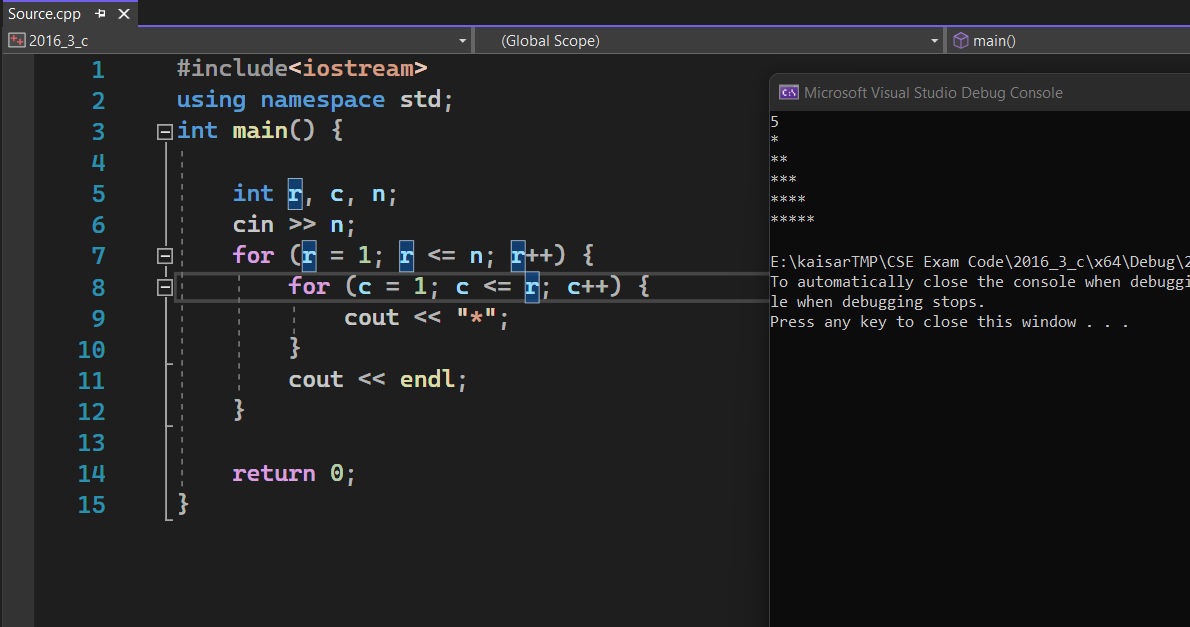 Source.cpp
2016_3_c (Global Scope) main()
1 #include<iostream>
2 using namespace std;
3 int main() {
4
5 int r, c, n;
6 cin >> n;
7 for (r = 1; r <= n; r++) {
8 for (c = 1; c <= r; c++) {
9 cout << "*";
10 }
11 cout << endl;
12 }
13
14 return 0;
15 }
Microsoft Visual Studio Debug Console
5
*
**
***
****
*****
E:\kaisarTMP\CSE Exam Code\2016_3_c\x64\Debug\2
To automatically close the console when debuggi
le when debugging stops.
Press any key to close this window . . .